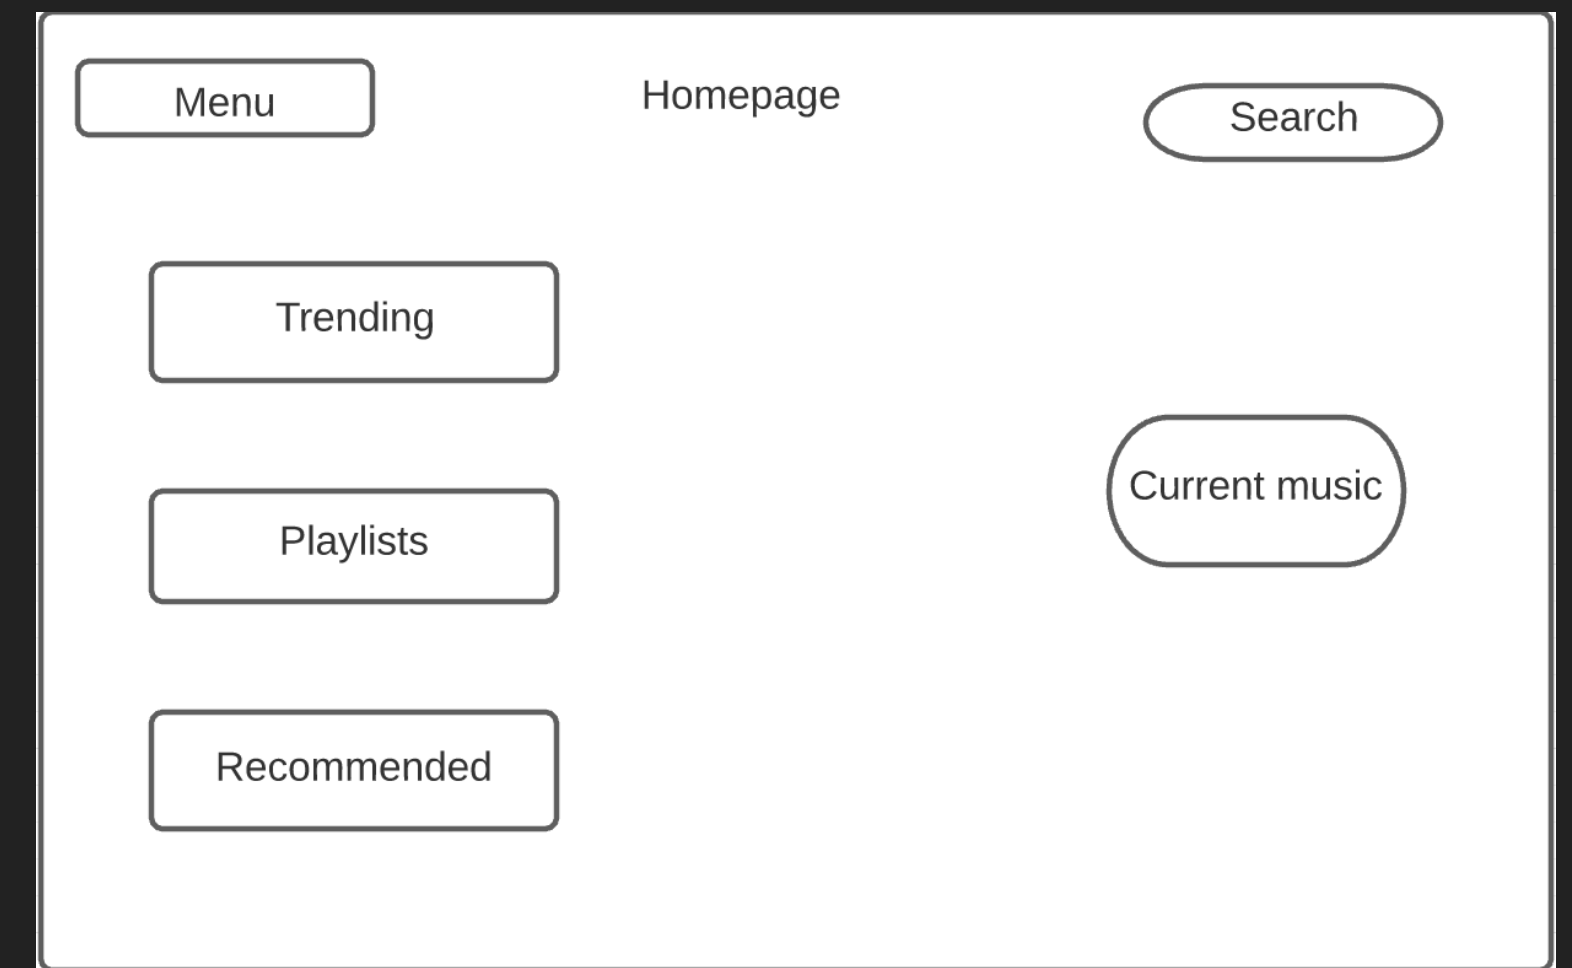 Menu
Homepage
Search
Trending
Current music
Playlists
Recommended